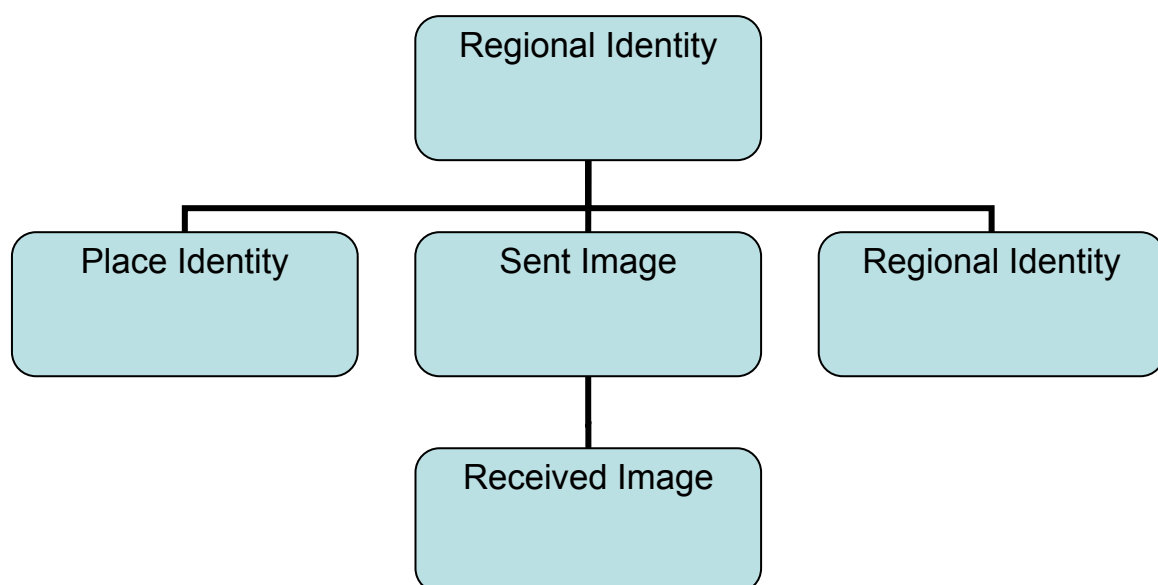 Regional Identity
Place Identity
Sent Image
Regional Identity
Received Image